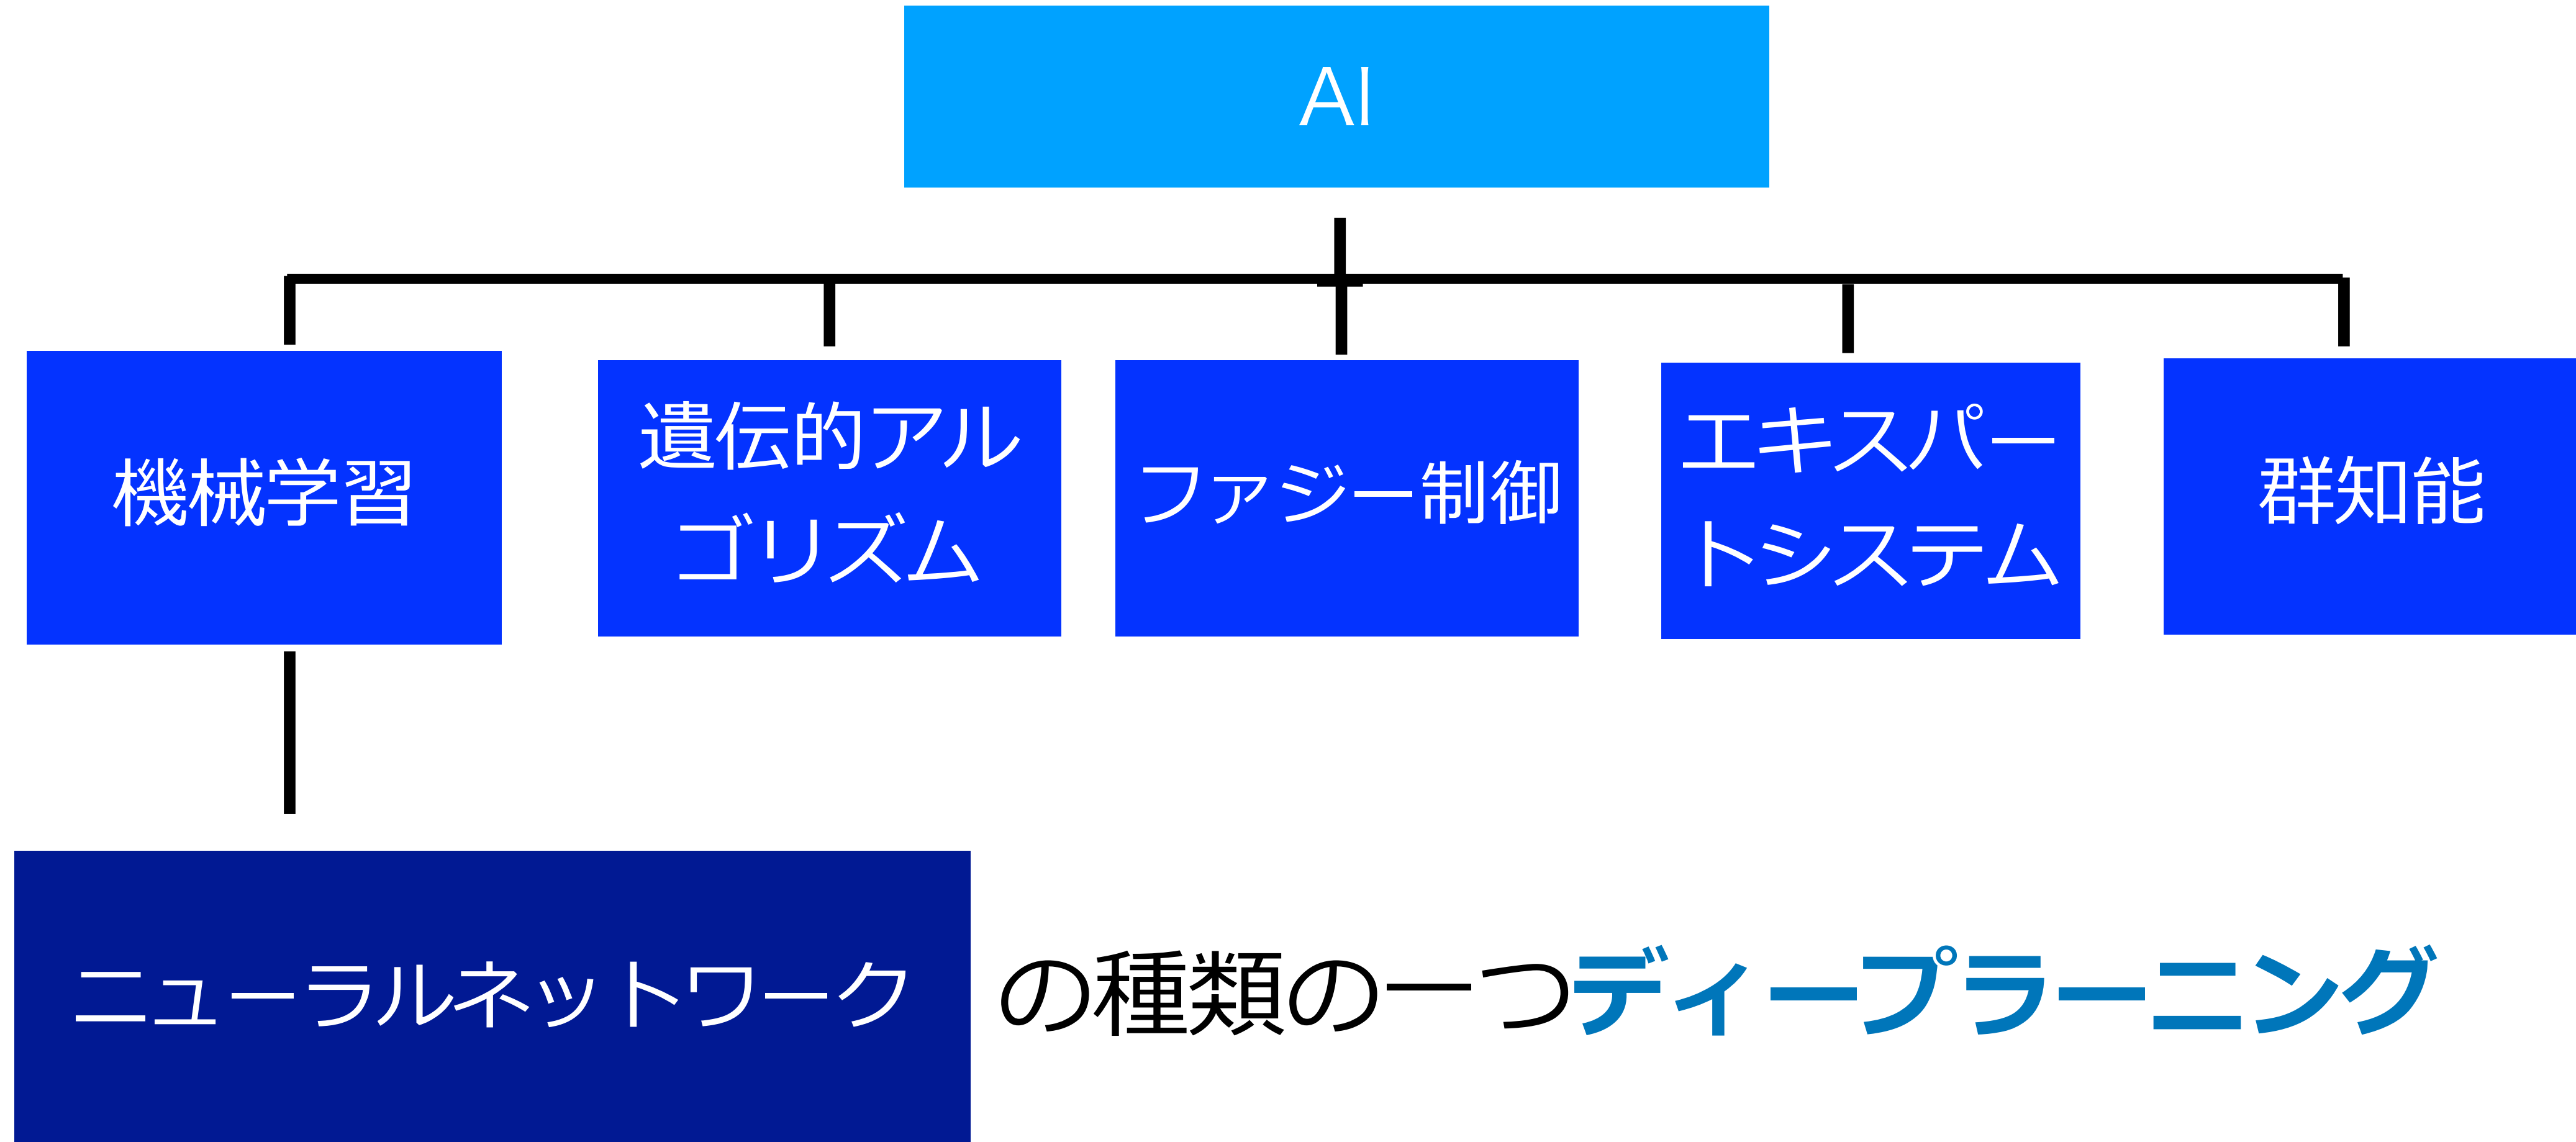 AI
機械学習
遺伝的アル
ゴリズム
ファジー制御
エキスパー
トシステム
群知能
ニューラルネットワーク の種類の一つディープラーニング